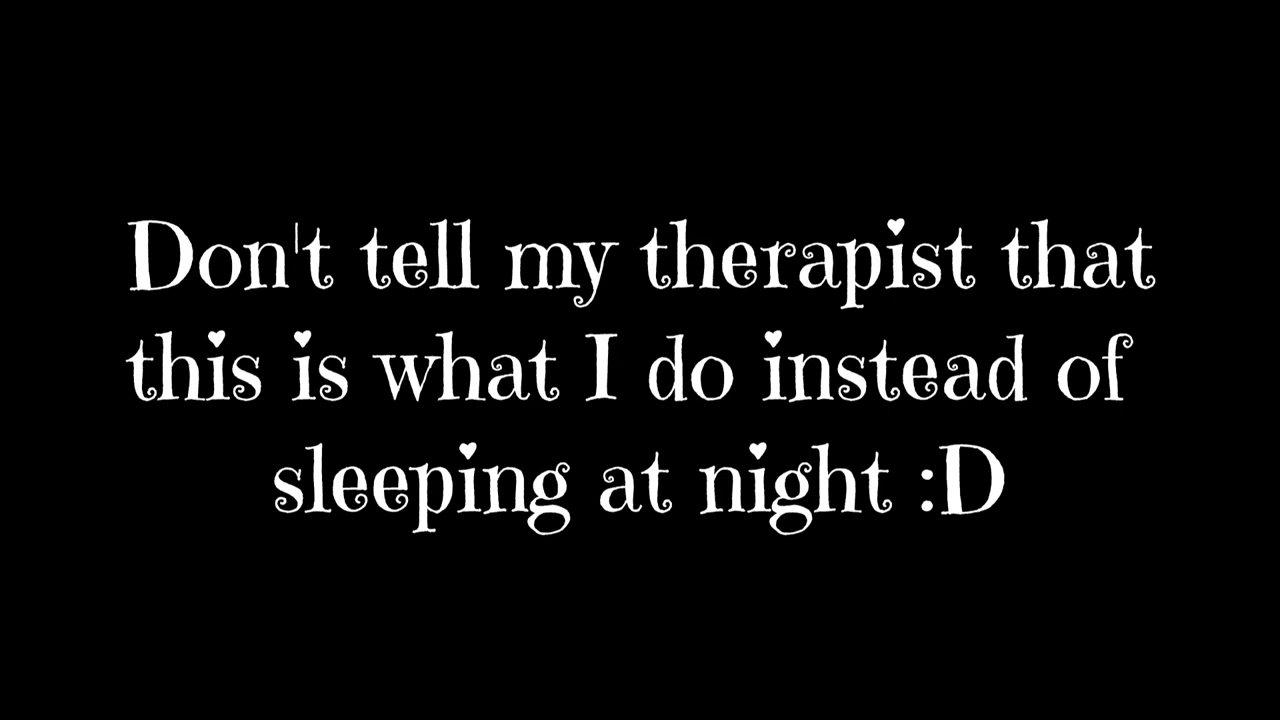 Don't tell my therapist that
this is what I do instead of
sleeping at night :D